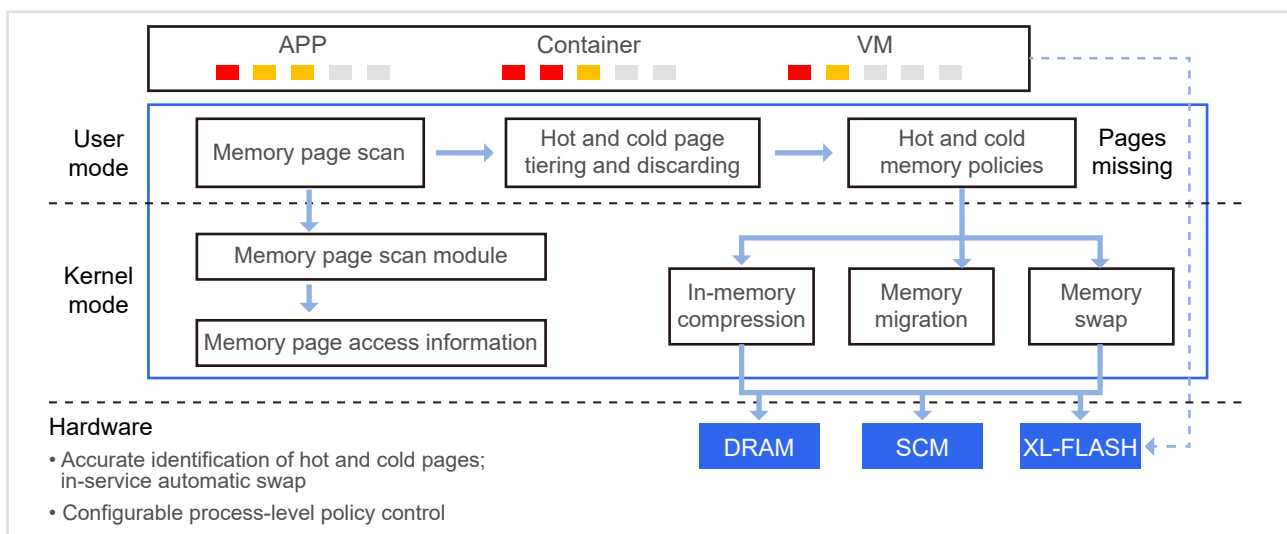 APP
Container
VM
User
mode
Memory page scan
Hot and cold page
tiering and discarding
Hot and cold
memory policies
Pages
missing
Kernel
mode
Memory page scan module
Memory page access information
In-memory
compression
Memory
migration
Memory
swap
Hardware
DRAM
SCM
XL-FLASH
• Accurate identification of hot and cold pages;
in-service automatic swap
• Configurable process-level policy control